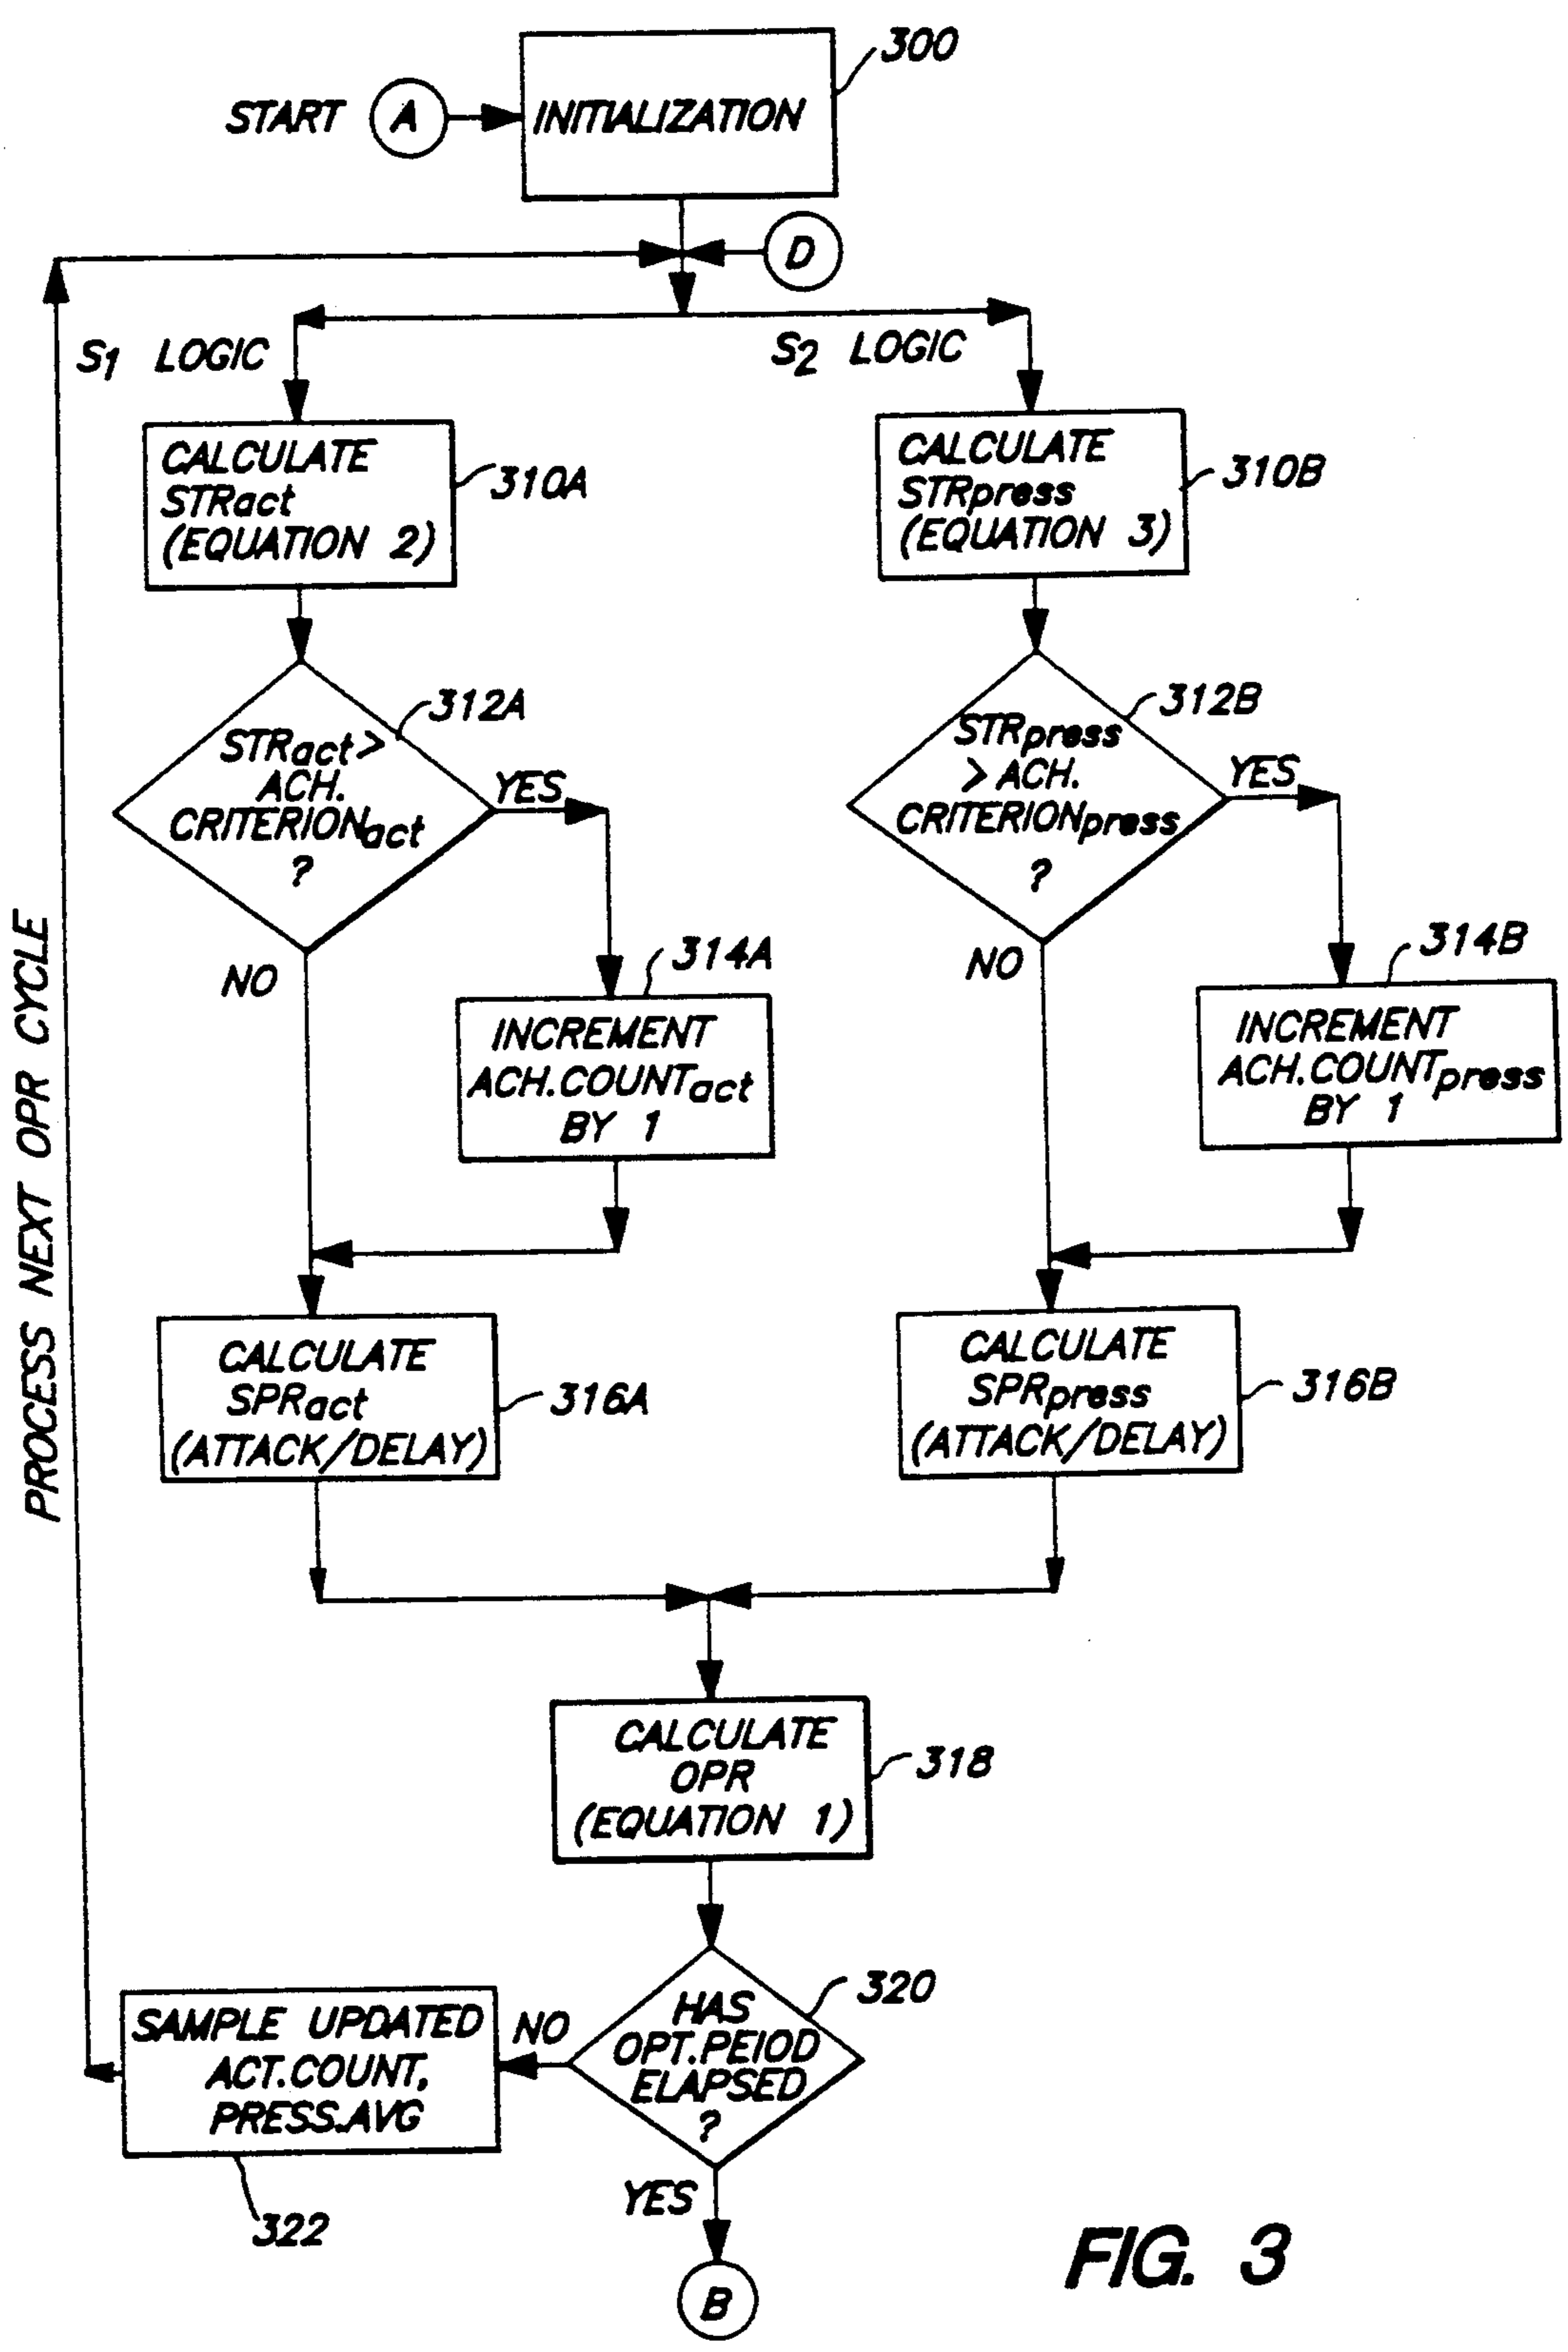 300
START A INITIALIZATION
D
S1 LOGIC
S2 LOGIC
CALCULATE
STRact
(EQUATION 2)
310A
CALCULATE
STRpress
(EQUATION 3)
310B
312A
STRact>
ACH.
CRITERIONact
?
YES
NO
312B
STRpress
> ACH.
CRITERIONpress
?
YES
NO
314A
INCREMENT
ACH.COUNTact
BY 1
314B
INCREMENT
ACH.COUNTpress
BY 1
CALCULATE
SPRact
(ATTACK/DELAY)
316A
CALCULATE
SPRpress
(ATTACK/DELAY)
316B
PROCESS NEXT OPR CYCLE
CALCULATE
OPR
(EQUATION 1)
318
320
HAS
OPT.PEIOD
ELAPSED
?
NO
SAMPLE UPDATED
ACT.COUNT,
PRESS.AVG
322
YES
B
FIG. 3